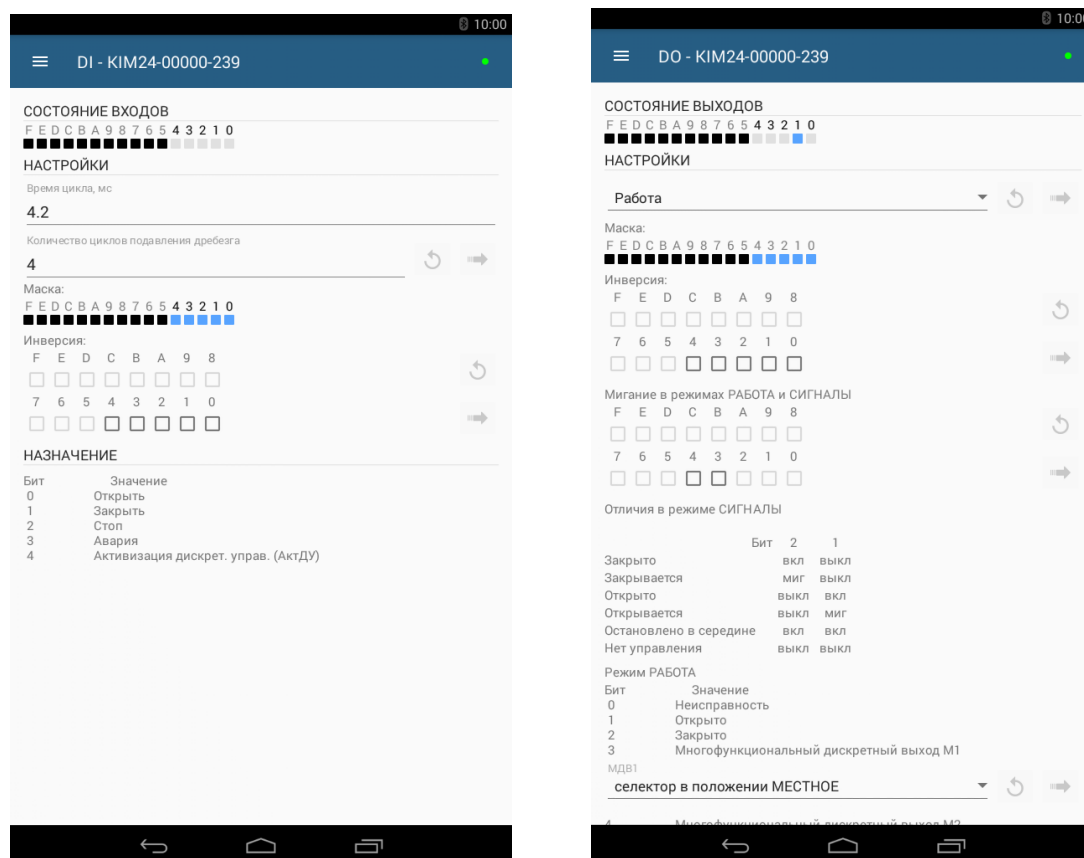 10:00
DI - KIM24-00000-239
СОСТОЯНИЕ ВХОДОВ
F E D C B A 9 8 7 6 5 4 3 2 1 0
НАСТРОЙКИ
Время цикла, мс
4.2
Количество циклов подавления дребезга
4
Маска:
F E D C B A 9 8 7 6 5 4 3 2 1 0
Инверсия:
F E D C B A 9 8
7 6 5 4 3 2 1 0
НАЗНАЧЕНИЕ
Бит Значение
0 Открыть
1 Закрыть
2 Стоп
3 Авария
4 Активизация дискрет. управ. (АктДУ)
10:00
DO - KIM24-00000-239
СОСТОЯНИЕ ВЫХОДОВ
F E D C B A 9 8 7 6 5 4 3 2 1 0
НАСТРОЙКИ
Работа
Маска:
F E D C B A 9 8 7 6 5 4 3 2 1 0
Инверсия:
F E D C B A 9 8
7 6 5 4 3 2 1 0
Мигание в режимах РАБОТА и СИГНАЛЫ
F E D C B A 9 8
7 6 5 4 3 2 1 0
Отличия в режиме СИГНАЛЫ
Бит 2 1
Закрыто вкл выкл
Закрывается миг выкл
Открыто выкл вкл
Открывается выкл миг
Остановлено в середине вкл вкл
Нет управления выкл выкл
Режим РАБОТА
Бит Значение
0 Неисправность
1 Открыто
2 Закрыто
3 Многофункциональный дискретный выход М1
МДВ1
селектор в положении МЕСТНОЕ
4 Многофункциональный дискретный выход М2